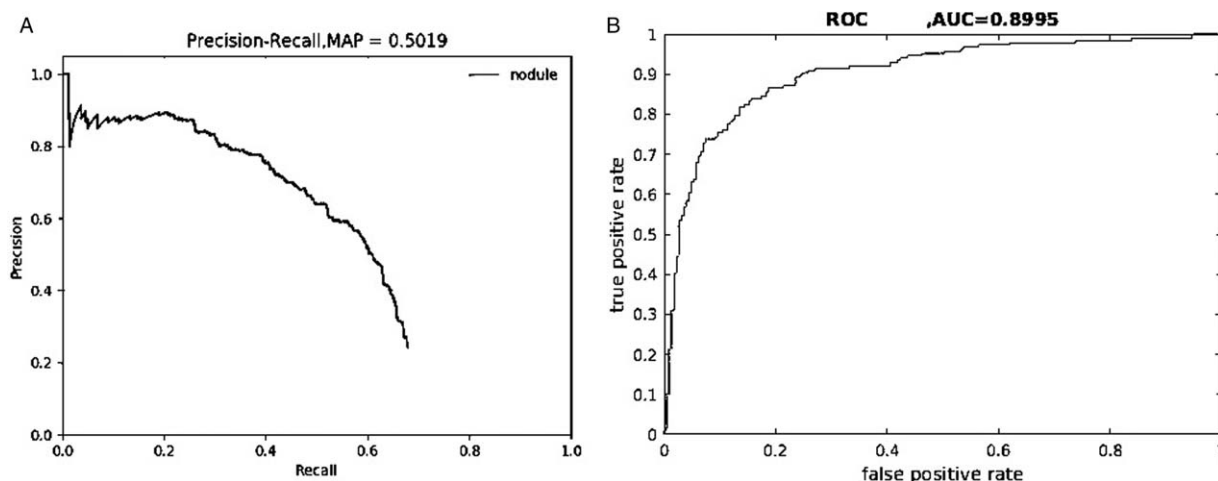 A
Precision-Recall,MAP = 0.5019
nodule
1.0
0.8
0.6
0.4
0.2
0.0
Precision
0.0 0.2 0.4 0.6 0.8 1.0
Recall
B
ROC ,AUC=0.8995
1
0.9
0.8
0.7
0.6
0.5
0.4
0.3
0.2
0.1
0
true positive rate
0 0.2 0.4 0.6 0.8
false positive rate